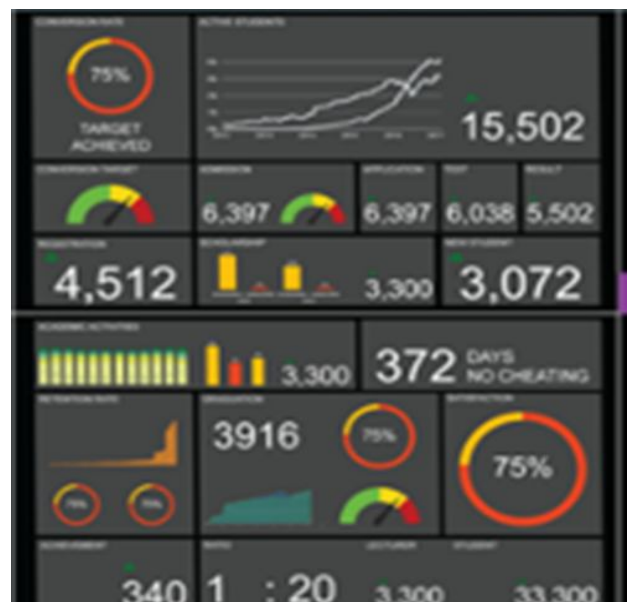 CONVERSION RATE
ACTIVE STUDENTS
75%
TARGET
ACHIEVED
15,502
CONVERSION TARGET
ADMISSION
APPLICATION
TEST
RESULT
6,397
6,397
6,038
5,502
REGISTRATION
SCHOLARSHIP
NEW STUDENT
4,512
3,300
3,072
ACADEMIC ACTIVITIES
3,300
372 DAYS
NO CHEATING
RETENTION RATE
GRADUATION
SATISFACTION
3916
75%
75%
75%
75%
ACHIEVEMENT
RATIO
LECTURER
STUDENT
340
1 : 20
3,300
33,300